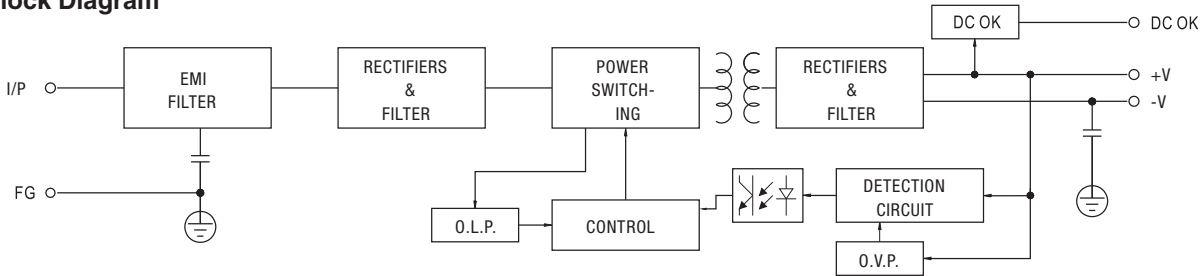 lock Diagram
DC OK
DC OK
I/P
EMI
FILTER
RECTIFIERS
&
FILTER
POWER
SWITCH-
ING
RECTIFIERS
&
FILTER
+V
-V
FG
O.L.P.
CONTROL
DETECTION
CIRCUIT
O.V.P.